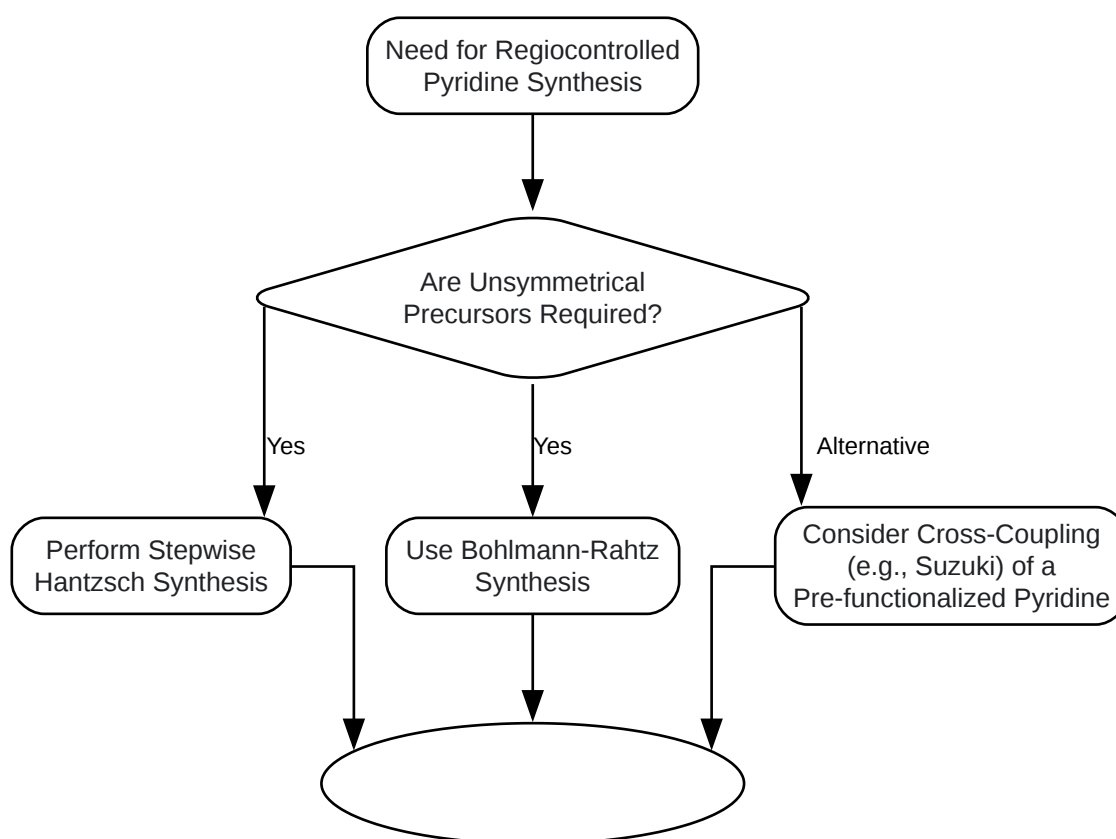 Need for Regiocontrolled
Pyridine Synthesis
Are Unsymmetrical
Precursors Required?
Yes
Yes
Alternative
Perform Stepwise
Hantzsch Synthesis
Use Bohlmann-Rahtz
Synthesis
Consider Cross-Coupling
(e.g., Suzuki) of a
Pre-functionalized Pyridine